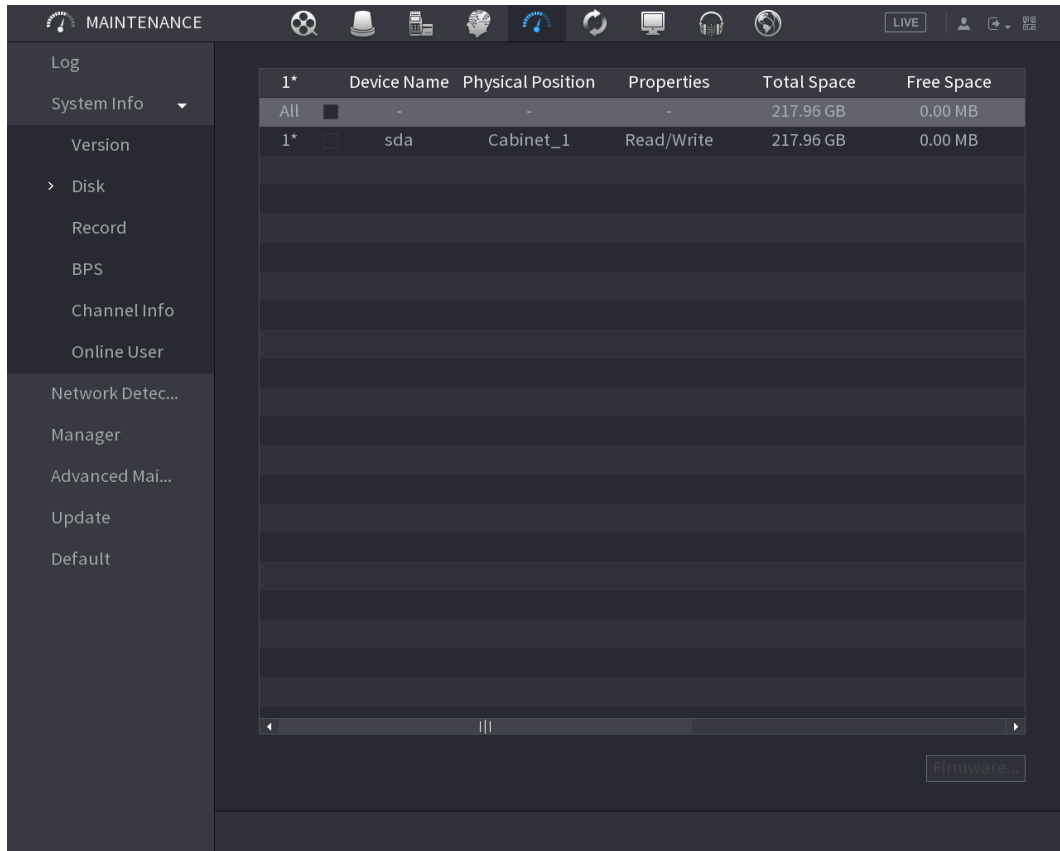 MAINTENANCE
LIVE
Log
System Info
Version
Disk
Record
BPS
Channel Info
Online User
Network Detec...
Manager
Advanced Mai...
Update
Default
1* Device Name Physical Position Properties Total Space Free Space
All - - - 217.96 GB 0.00 MB
1* sda Cabinet_1 Read/Write 217.96 GB 0.00 MB
Firmware...